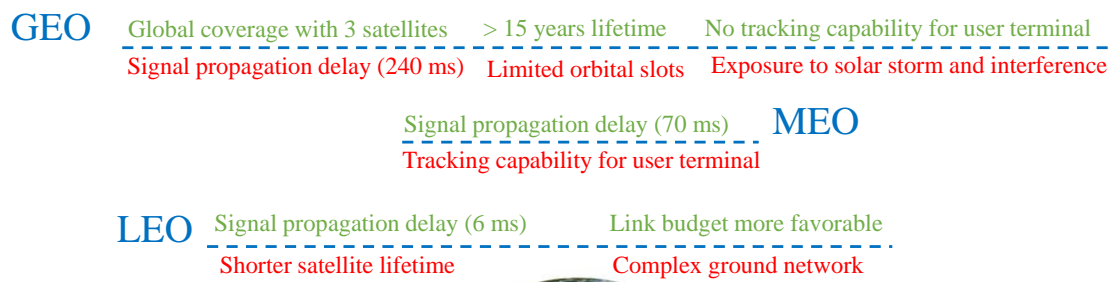 GEO Global coverage with 3 satellites > 15 years lifetime No tracking capability for user terminal
Signal propagation delay (240 ms) Limited orbital slots Exposure to solar storm and interference
Signal propagation delay (70 ms) MEO
Tracking capability for user terminal
LEO Signal propagation delay (6 ms) Link budget more favorable
Shorter satellite lifetime Complex ground network